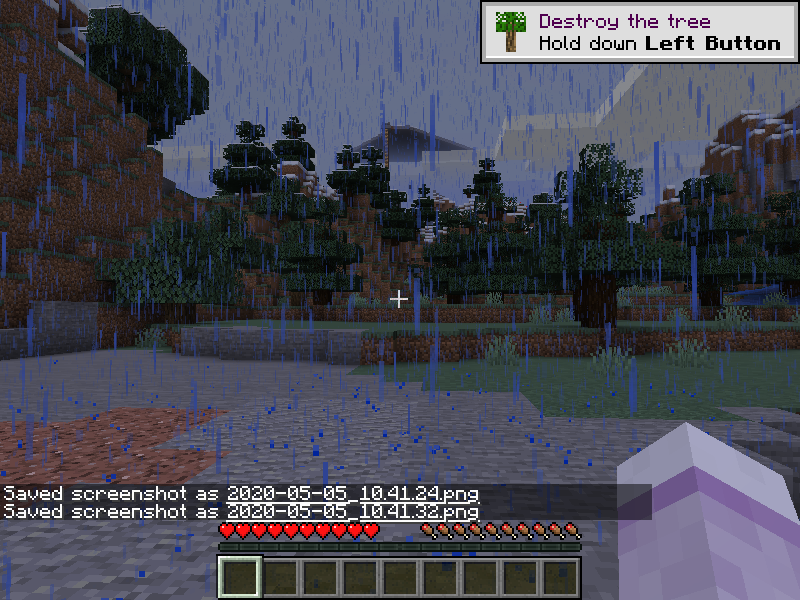 Destroy the tree
Hold down Left Button
Saved screenshot as 2020-05-05_10.41.24.png
Saved screenshot as 2020-05-05_10.41.32.png